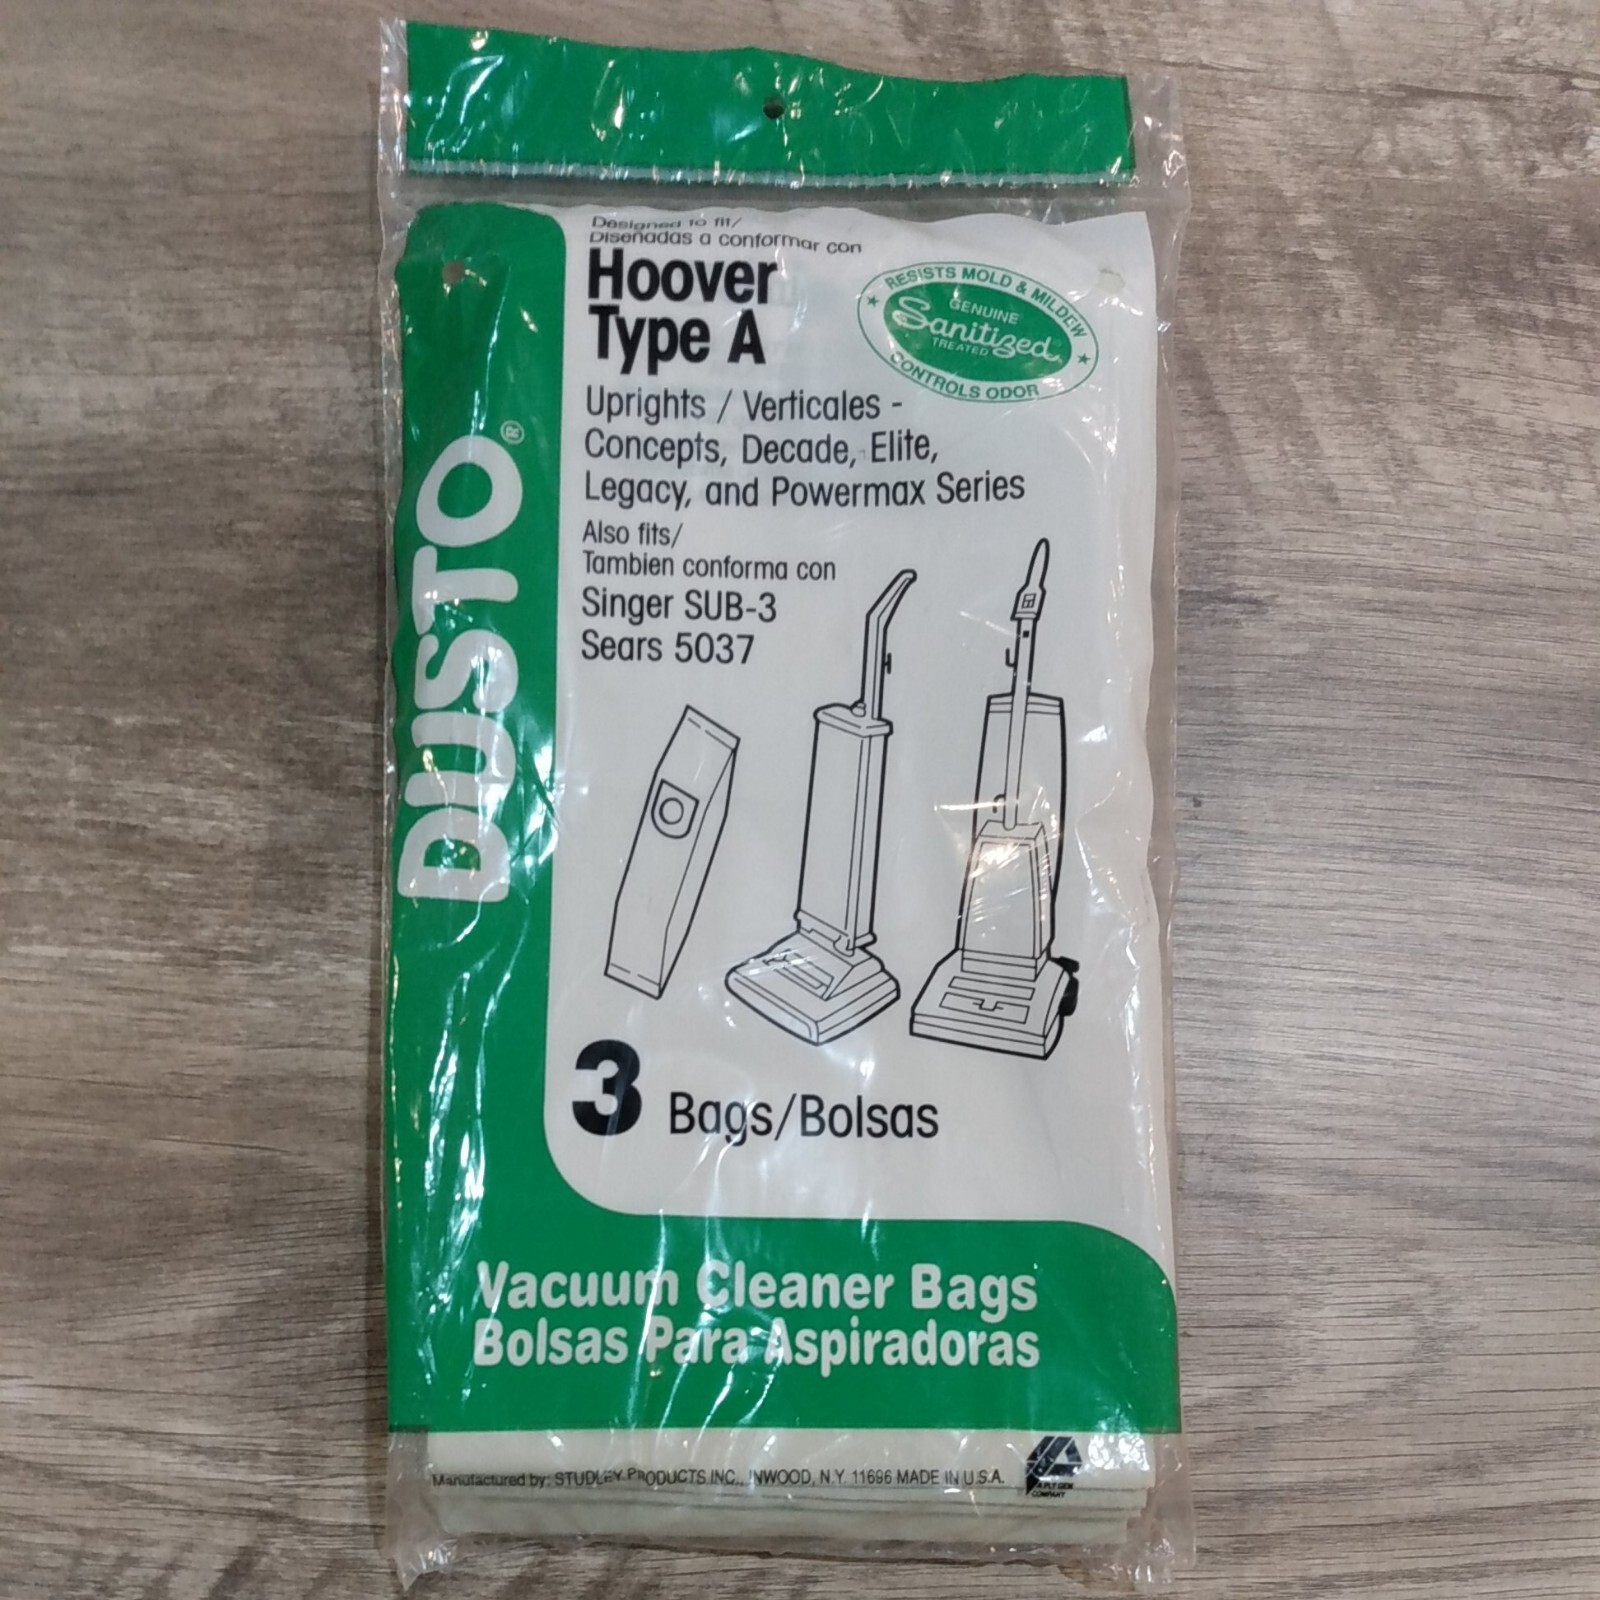 Designed to fit/
Diseñadas a conformar con
Hoover
Type A
RESISTS MOLD & MILDEW
GENUINE
Sanitized®
TREATED
CONTROLS ODOR
Uprights / Verticales -
Concepts, Decade, Elite,
Legacy, and Powermax Series
Also fits/
Tambien conforma con
Singer SUB-3
Sears 5037
DUSTO®
3 Bags/Bolsas
Vacuum Cleaner Bags
Bolsas Para Aspiradoras
Manufactured by: STUDLEY PRODUCTS INC., INWOOD, N.Y. 11696 MADE IN U.S.A.
COMPANY